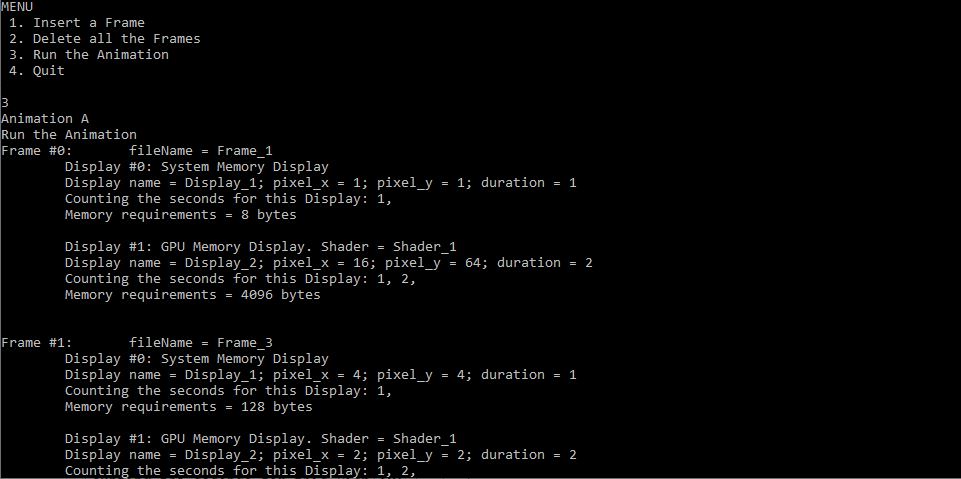 MENU
1. Insert a Frame
2. Delete all the Frames
3. Run the Animation
4. Quit
3
Animation A
Run the Animation
Frame #0: fileName = Frame_1
Display #0: System Memory Display
Display name = Display_1; pixel_x = 1; pixel_y = 1; duration = 1
Counting the seconds for this Display: 1,
Memory requirements = 8 bytes
Display #1: GPU Memory Display. Shader = Shader_1
Display name = Display_2; pixel_x = 16; pixel_y = 64; duration = 2
Counting the seconds for this Display: 1, 2,
Memory requirements = 4096 bytes
Frame #1: fileName = Frame_3
Display #0: System Memory Display
Display name = Display_1; pixel_x = 4; pixel_y = 4; duration = 1
Counting the seconds for this Display: 1,
Memory requirements = 128 bytes
Display #1: GPU Memory Display. Shader = Shader_1
Display name = Display_2; pixel_x = 2; pixel_y = 2; duration = 2
Counting the seconds for this Display: 1, 2,